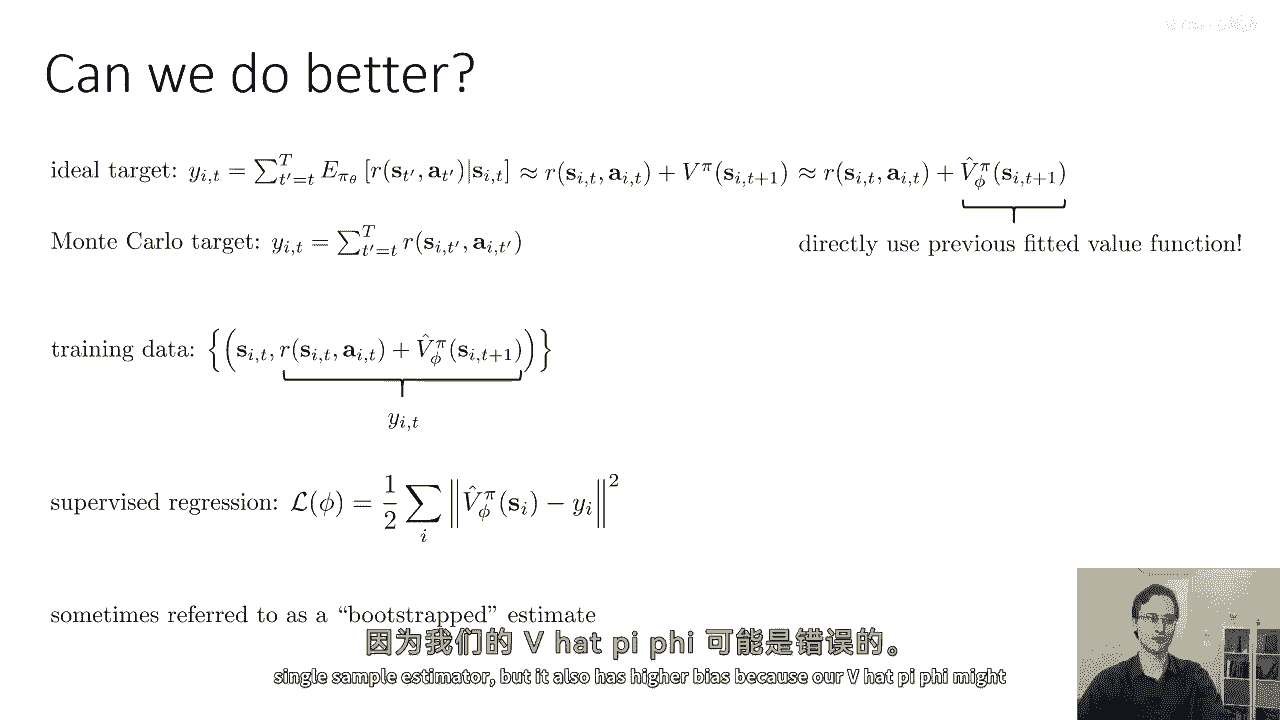 Can we do better?
ideal target: $y_{i,t} = \sum_{t'=t}^{T} E_{\pi_\theta}\left[r(\mathbf{s}_{t'}, \mathbf{a}_{t'})|\mathbf{s}_{i,t}\right] \approx r(\mathbf{s}_{i,t}, \mathbf{a}_{i,t}) + V^\pi(\mathbf{s}_{i,t+1}) \approx r(\mathbf{s}_{i,t}, \mathbf{a}_{i,t}) + \hat{V}^\pi_\phi(\mathbf{s}_{i,t+1})$
Monte Carlo target: $y_{i,t} = \sum_{t'=t}^{T} r(\mathbf{s}_{i,t'}, \mathbf{a}_{i,t'})$
directly use previous fitted value function!
training data: $\left\{\left(\mathbf{s}_{i,t}, r(\mathbf{s}_{i,t}, \mathbf{a}_{i,t}) + \hat{V}^\pi_\phi(\mathbf{s}_{i,t+1})\right)\right\}$
$y_{i,t}$
supervised regression: $\mathcal{L}(\phi) = \frac{1}{2}\sum_i \left\|\hat{V}^\pi_\phi(\mathbf{s}_i) - y_i\right\|^2$
sometimes referred to as a “bootstrapped” estimate
因为我们的 V hat pi phi 可能是错误的。
single sample estimator, but it also has higher bias because our V hat pi phi might